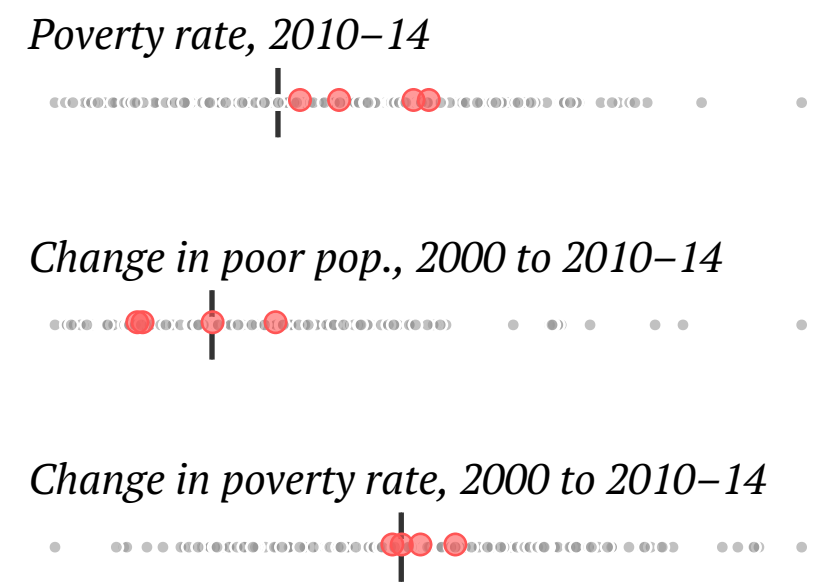 Poverty rate, 2010–14
Change in poor pop., 2000 to 2010–14
Change in poverty rate, 2000 to 2010–14